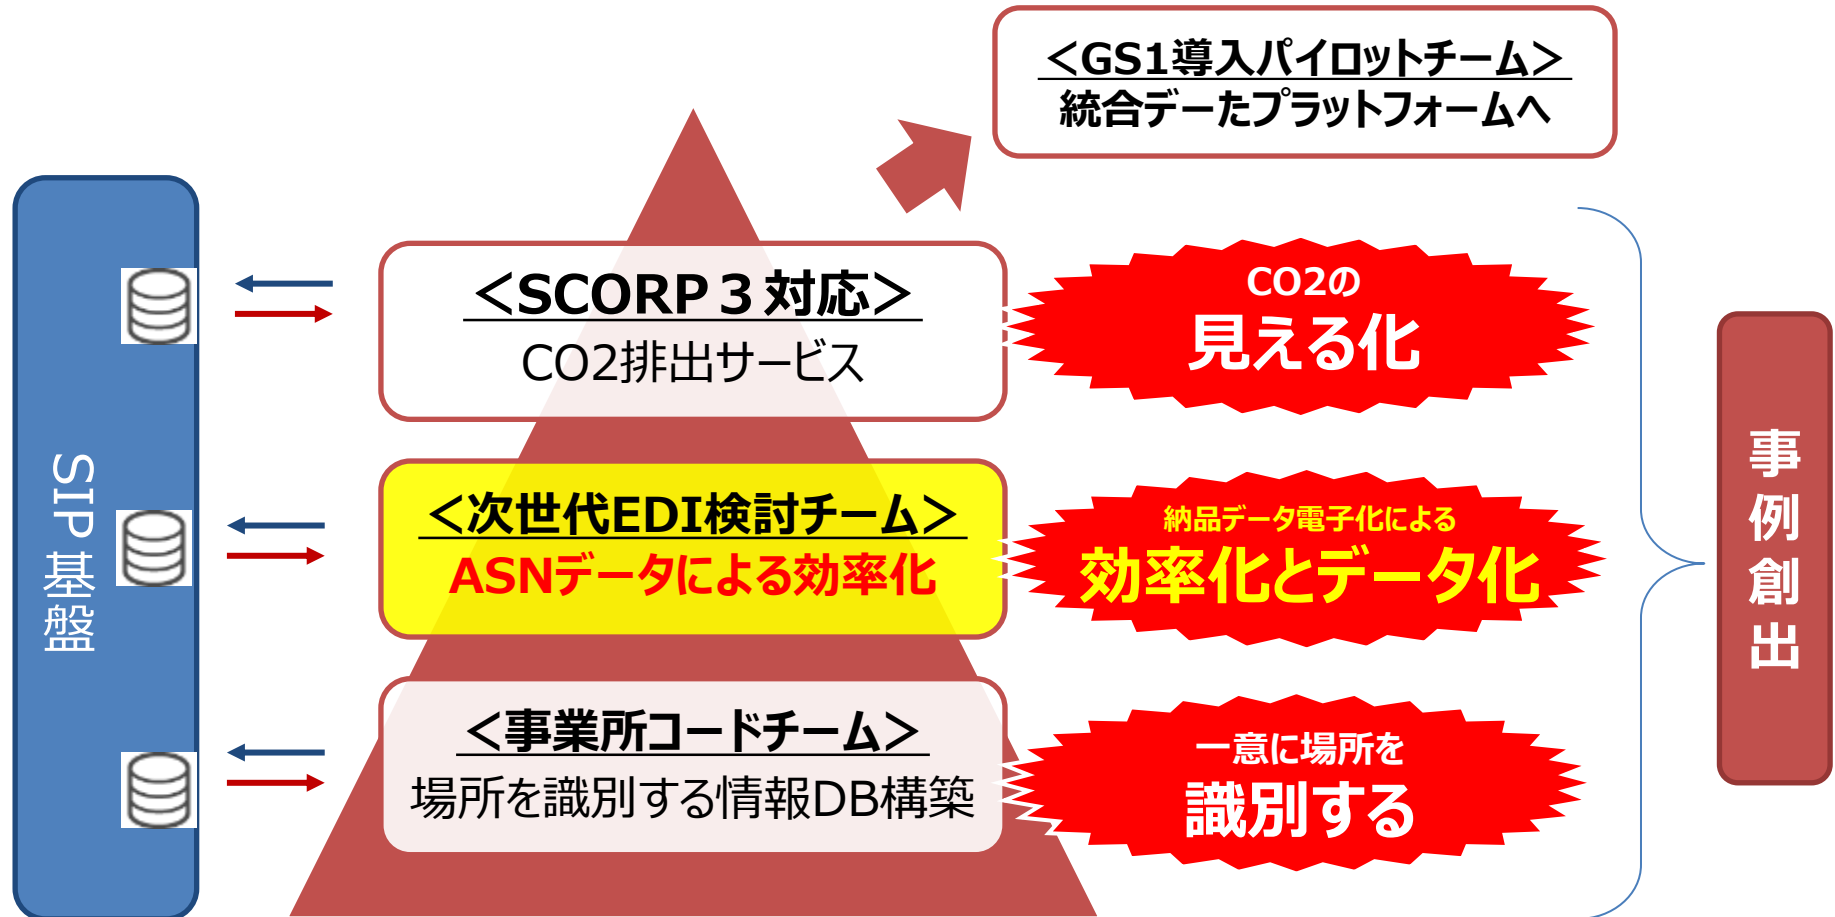 <GS1導入パイロットチーム>
統合デーたプラットフォームへ
SIP基盤
<SCORP３対応>
CO2排出サービス
CO2の
見える化
<次世代EDI検討チーム>
ASNデータによる効率化
納品データ電子化による
効率化とデータ化
<事業所コードチーム>
場所を識別する情報DB構築
一意に場所を
識別する
事例創出